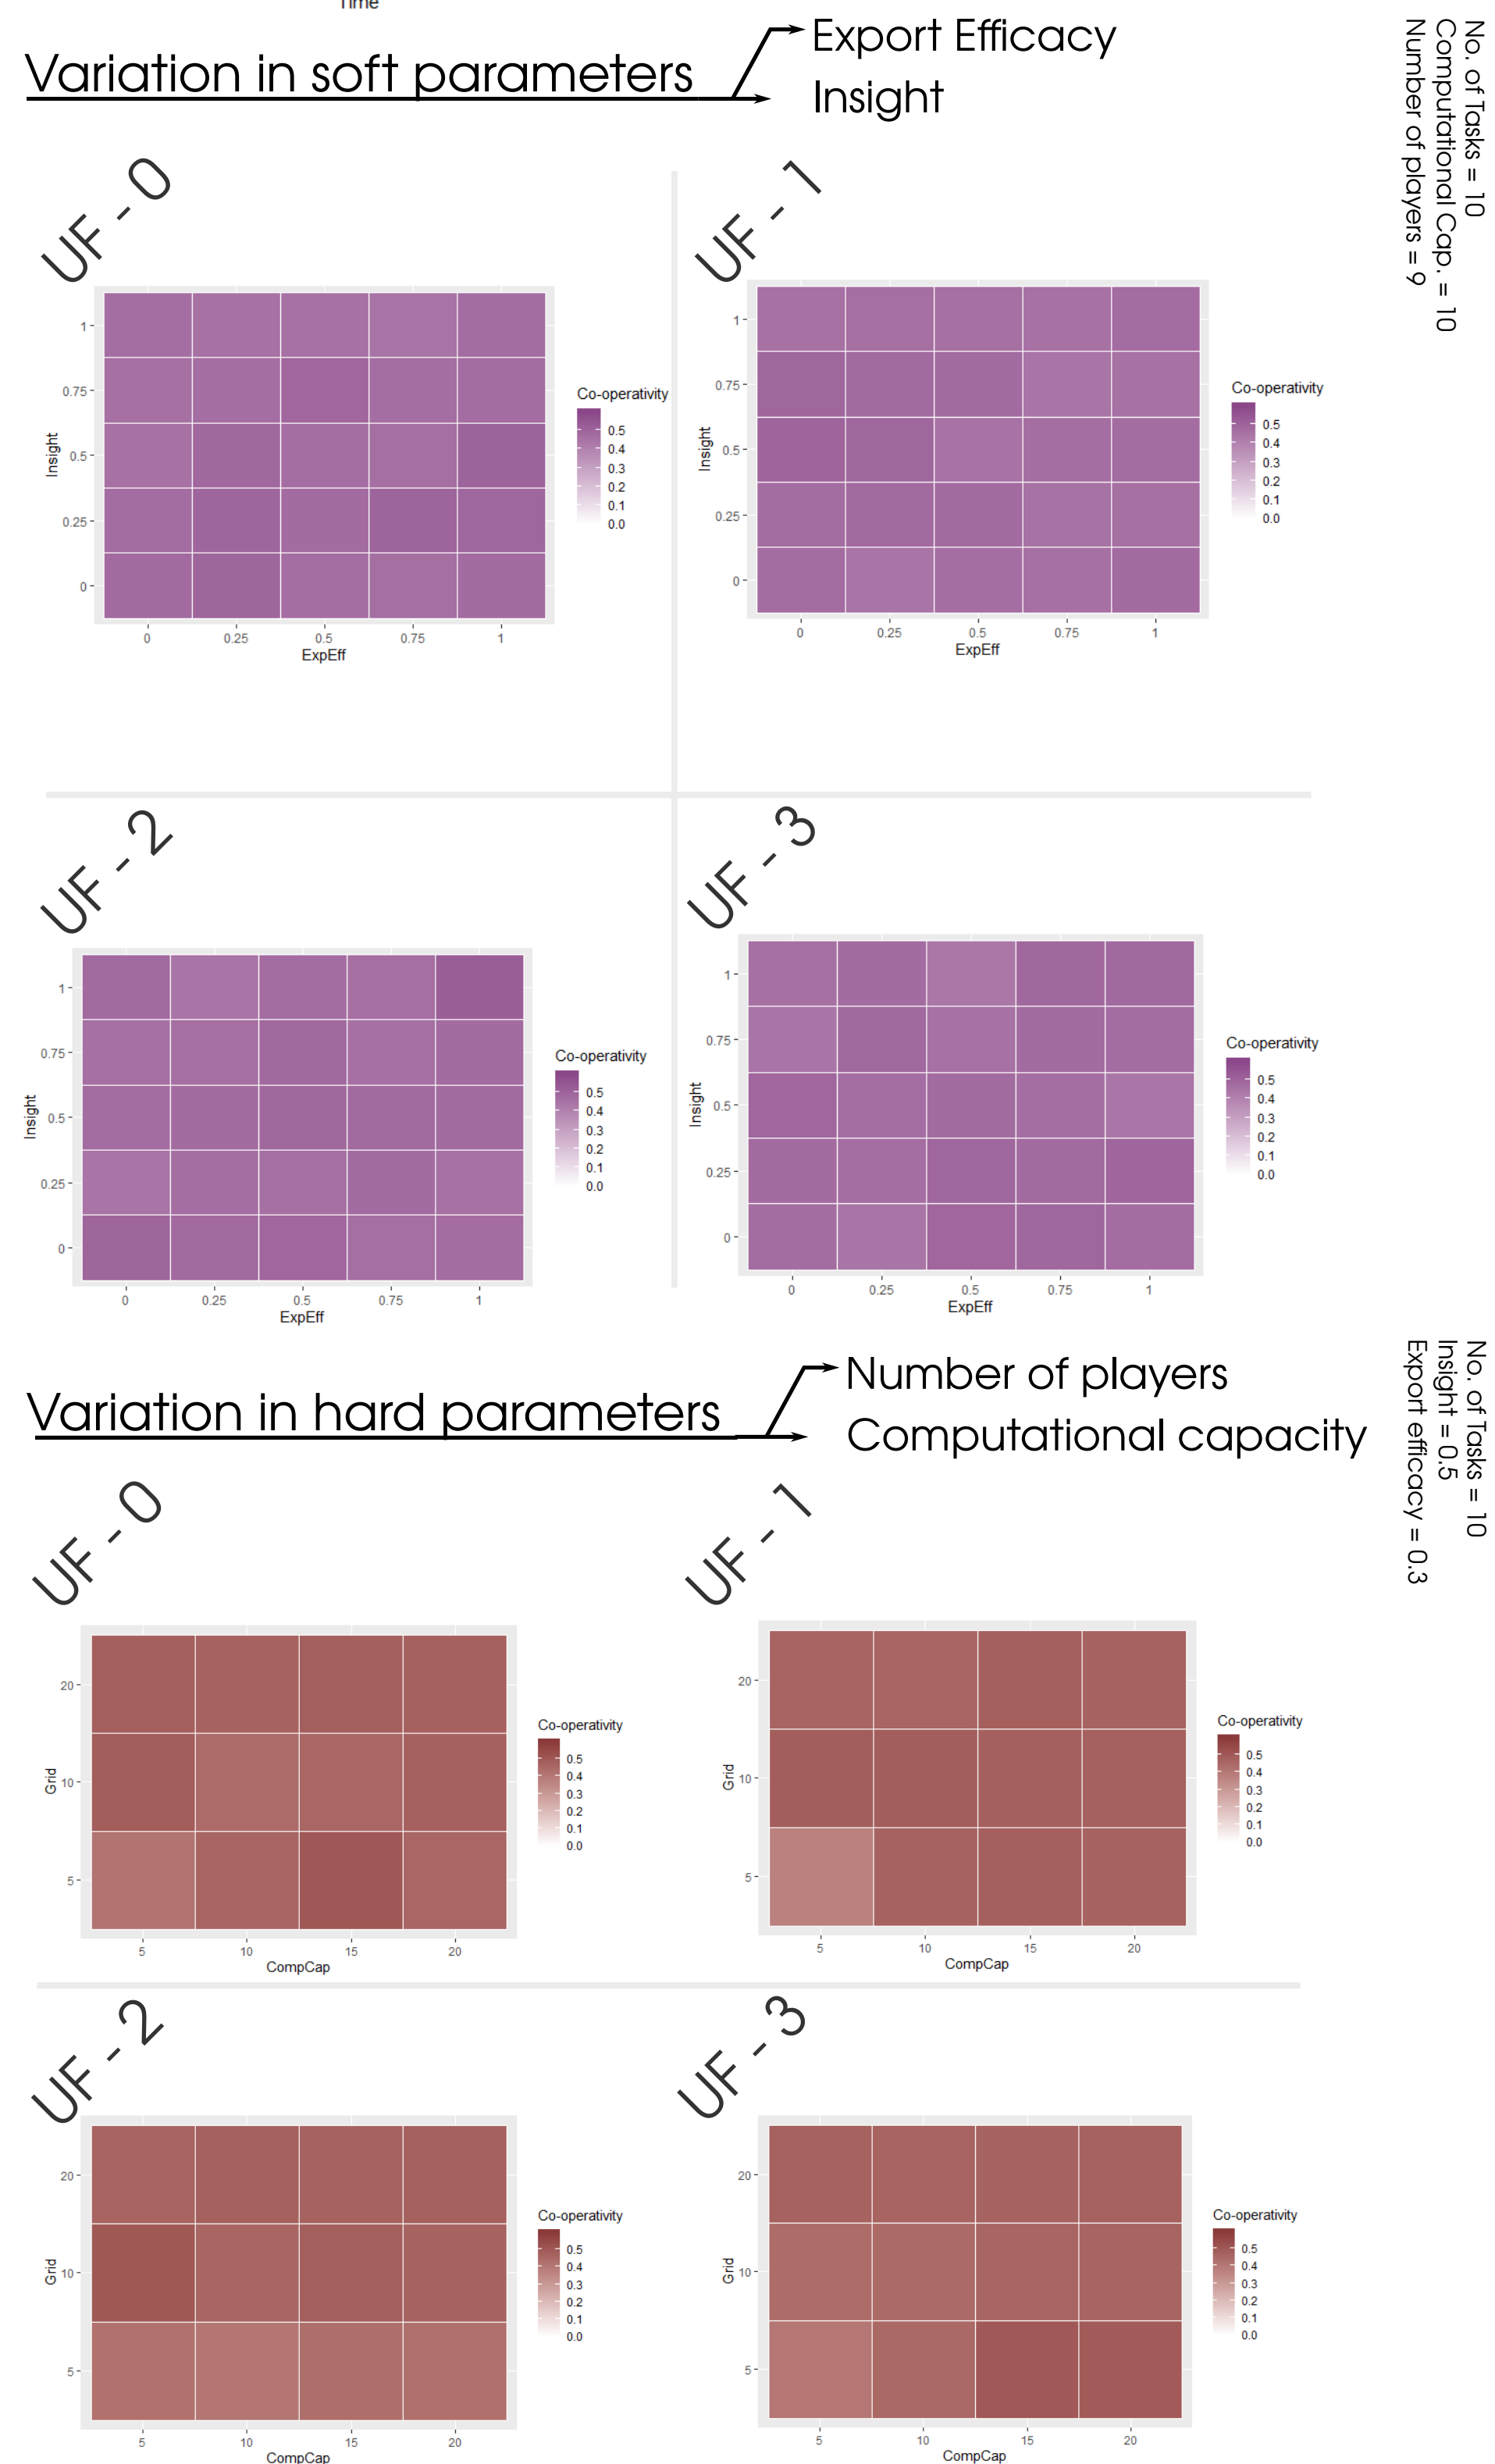 Time
Variation in soft parameters
Export Efficacy
Insight
No. of Tasks = 10
Computational Cap. = 10
Number of players = 9
UF - 0
Insight
1
0.75
0.5
0.25
0
0 0.25 0.5 0.75 1
ExpEff
Co-operativity
0.5
0.4
0.3
0.2
0.1
0.0
UF - 1
Insight
1
0.75
0.5
0.25
0
0 0.25 0.5 0.75 1
ExpEff
Co-operativity
0.5
0.4
0.3
0.2
0.1
0.0
UF - 2
Insight
1
0.75
0.5
0.25
0
0 0.25 0.5 0.75 1
ExpEff
Co-operativity
0.5
0.4
0.3
0.2
0.1
0.0
UF - 3
Insight
1
0.75
0.5
0.25
0
0 0.25 0.5 0.75 1
ExpEff
Co-operativity
0.5
0.4
0.3
0.2
0.1
0.0
Variation in hard parameters
Number of players
Computational capacity
No. of Tasks = 10
Insight = 0.5
Export efficacy = 0.3
UF - 0
Grid
20
10
5
5 10 15 20
CompCap
Co-operativity
0.5
0.4
0.3
0.2
0.1
0.0
UF - 1
Grid
20
10
5
5 10 15 20
CompCap
Co-operativity
0.5
0.4
0.3
0.2
0.1
0.0
UF - 2
Grid
20
10
5
5 10 15 20
CompCap
Co-operativity
0.5
0.4
0.3
0.2
0.1
0.0
UF - 3
Grid
20
10
5
5 10 15 20
CompCap
Co-operativity
0.5
0.4
0.3
0.2
0.1
0.0